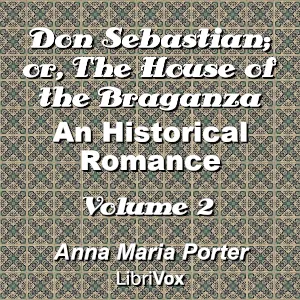 Don Sebastian;
or, The House of
the Braganza
An Historical
Romance
Volume 2
Anna Maria Porter
LibriVox